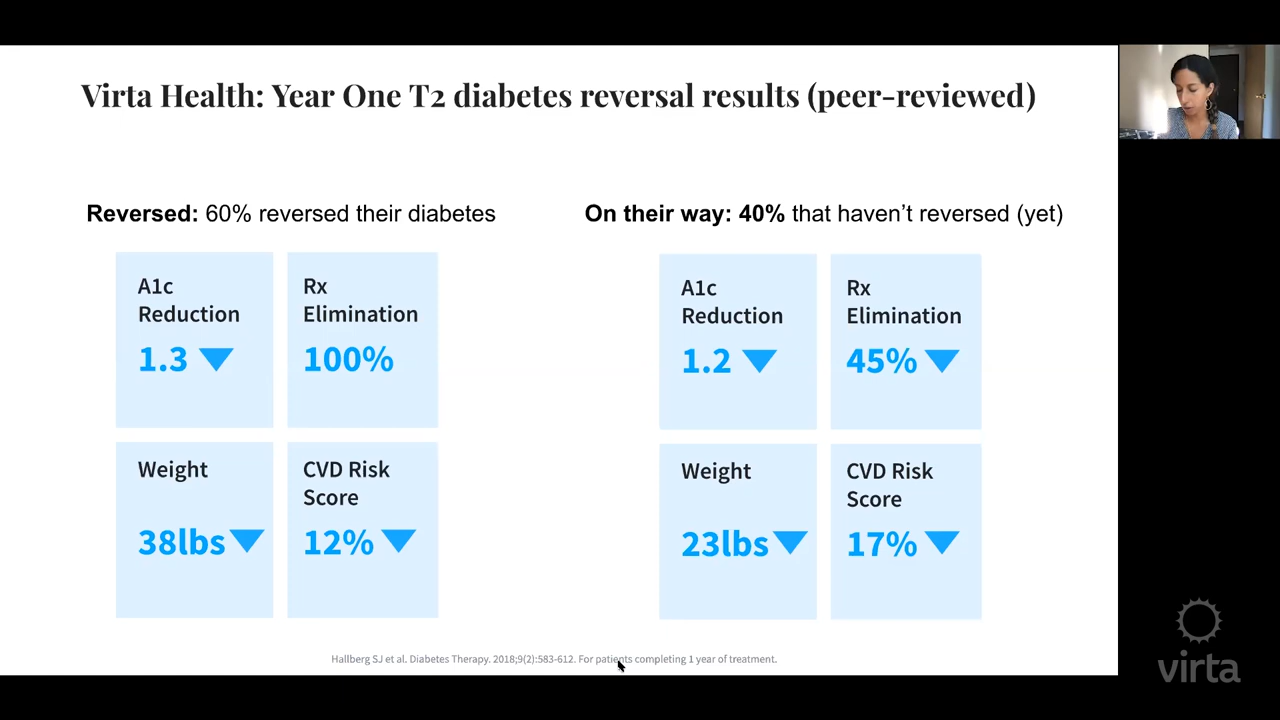 Virta Health: Year One T2 diabetes reversal results (peer-reviewed)
Reversed: 60% reversed their diabetes
A1c
Reduction
1.3
Rx
Elimination
100%
Weight
38lbs
CVD Risk
Score
12%
On their way: 40% that haven’t reversed (yet)
A1c
Reduction
1.2
Rx
Elimination
45%
Weight
23lbs
CVD Risk
Score
17%
Hallberg SJ et al. Diabetes Therapy. 2018;9(2):583-612. For patients completing 1 year of treatment.
virta